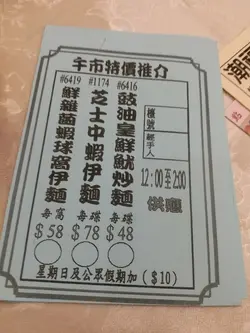 午市特價推介
#6419
鮮雜菌蝦球窩伊麵
每窩
$58
#1174
芝士中蝦伊麵
每碟
$78
#6416
豉油皇鮮魷炒麵
每碟
$48
檯號
經手人
12:00至2:00
供應
星期日及公眾假期加($10)